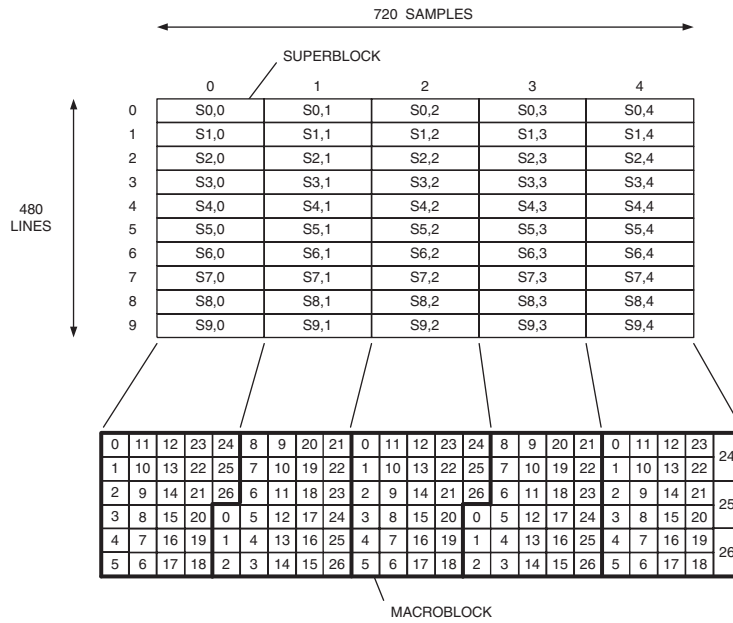 720 SAMPLES
SUPERBLOCK
0 1 2 3 4
0 S0,0 S0,1 S0,2 S0,3 S0,4
1 S1,0 S1,1 S1,2 S1,3 S1,4
2 S2,0 S2,1 S2,2 S2,3 S2,4
3 S3,0 S3,1 S3,2 S3,3 S3,4
480
LINES
4 S4,0 S4,1 S4,2 S4,3 S4,4
5 S5,0 S5,1 S5,2 S5,3 S5,4
6 S6,0 S6,1 S6,2 S6,3 S6,4
7 S7,0 S7,1 S7,2 S7,3 S7,4
8 S8,0 S8,1 S8,2 S8,3 S8,4
9 S9,0 S9,1 S9,2 S9,3 S9,4
0 11 12 23 24 8 9 20 21 0 11 12 23 24 8 9 20 21 0 11 12 23
24
1 10 13 22 25 7 10 19 22 1 10 13 22 25 7 10 19 22 1 10 13 22
2 9 14 21 26 6 11 18 23 2 9 14 21 26 6 11 18 23 2 9 14 21
25
3 8 15 20 0 5 12 17 24 3 8 15 20 0 5 12 17 24 3 8 15 20
4 7 16 19 1 4 13 16 25 4 7 16 19 1 4 13 16 25 4 7 16 19
26
5 6 17 18 2 3 14 15 26 5 6 17 18 2 3 14 15 26 5 6 17 18
MACROBLOCK